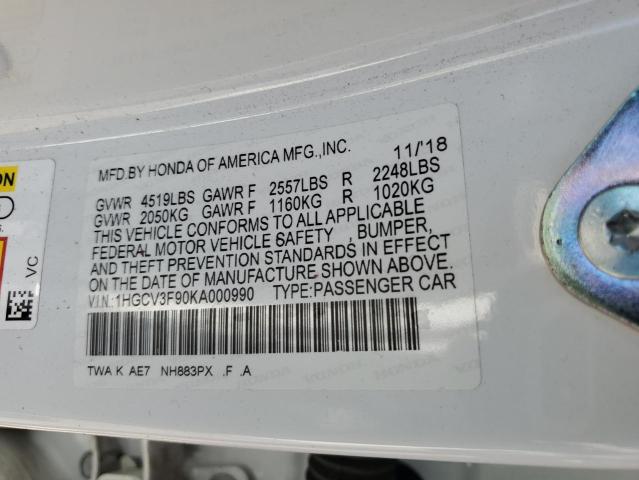 MFD.BY HONDA OF AMERICA MFG.,INC. 11/'18
GVWR 4519LBS GAWR F 2557LBS R 2248LBS
GVWR 2050KG GAWR F 1160KG R 1020KG
THIS VEHICLE CONFORMS TO ALL APPLICABLE
FEDERAL MOTOR VEHICLE SAFETY , BUMPER,
AND THEFT PREVENTION STANDARDS IN EFFECT
ON THE DATE OF MANUFACTURE SHOWN ABOVE.
V.I.N:1HGCV3F90KA000990 TYPE:PASSENGER CAR
TWA K AE7 NH883PX .F .A
VC